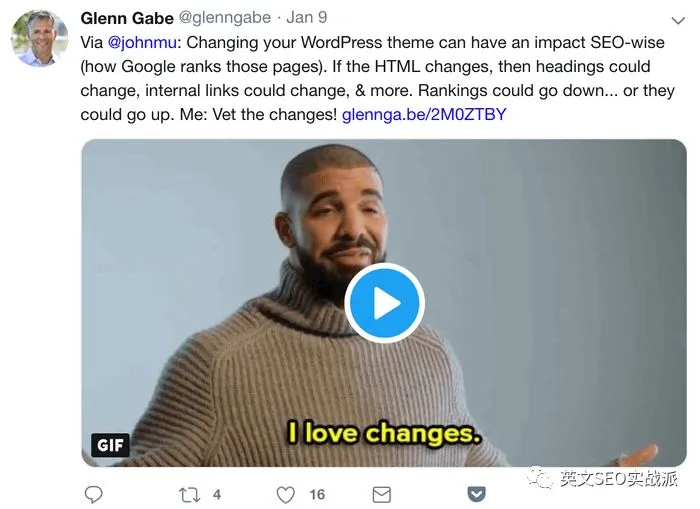 Glenn Gabe @glenngabe · Jan 9
Via @johnmu: Changing your WordPress theme can have an impact SEO-wise
(how Google ranks those pages). If the HTML changes, then headings could
change, internal links could change, & more. Rankings could go down... or they
could go up. Me: Vet the changes! glennga.be/2M0ZTBY
I love changes.
GIF
4 16
英文SEO实战派